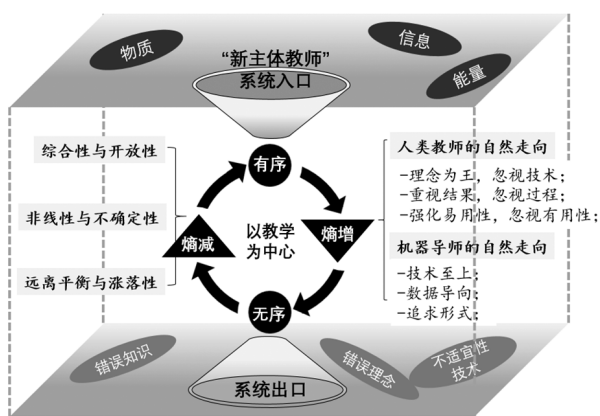 物质
信息
能量
“新主体教师”
系统入口
综合性与开放性
非线性与不确定性
远离平衡与涨落性
有序
熵减
以教学
为中心
熵增
无序
人类教师的自然走向
-理念为王，忽视技术；
-重视结果，忽视过程；
-强化易用性，忽视有用性；
机器导师的自然走向
-技术至上；
-数据导向；
-追求形式；
错误知识
系统出口
错误理念
不适宜性
技术